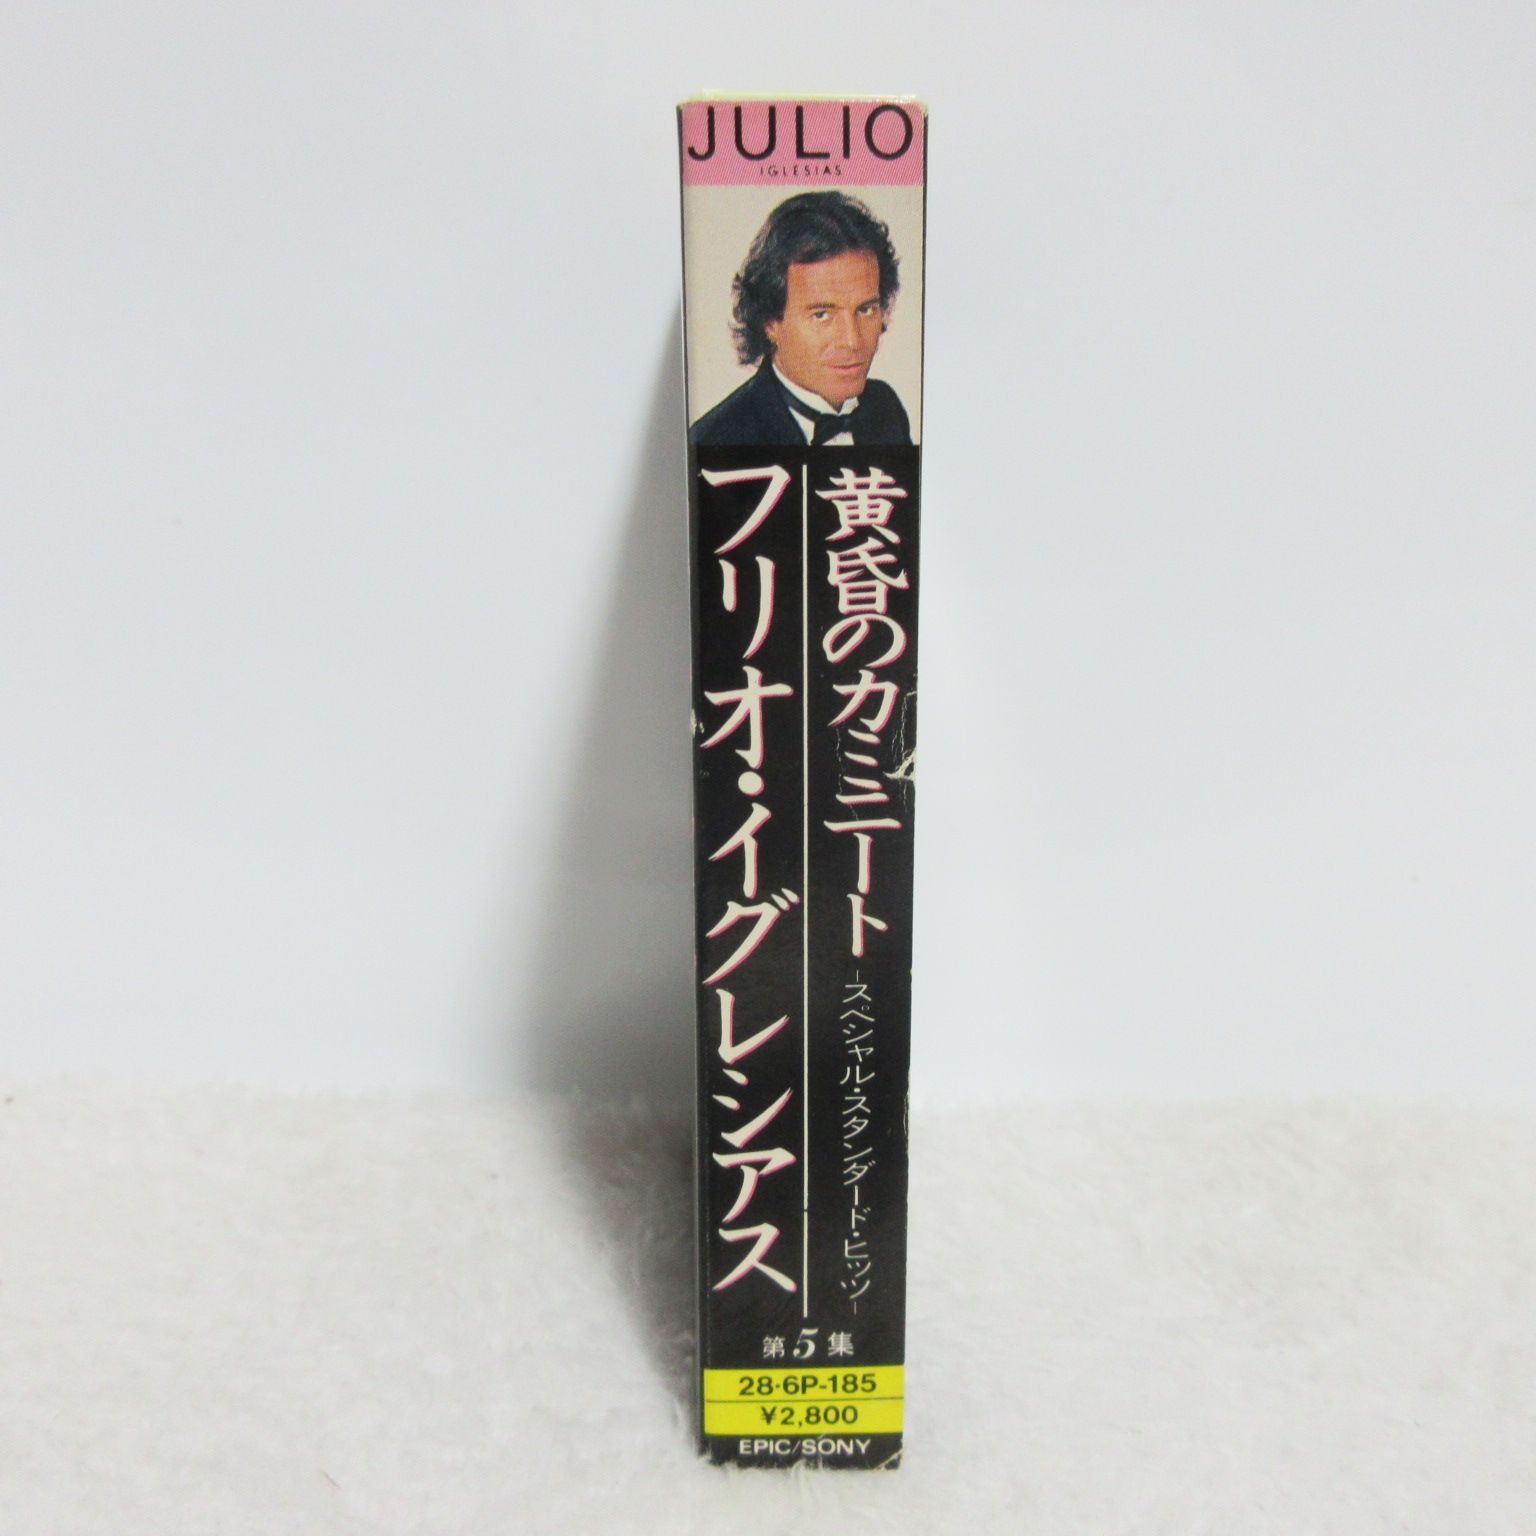 JULIO
IGLESIAS
黄昏のカミニート
-スペシャル・スタンダード・ヒッツ-
フリオ・イグレシアス
第5集
28・6P-185
¥2,800
EPIC/SONY